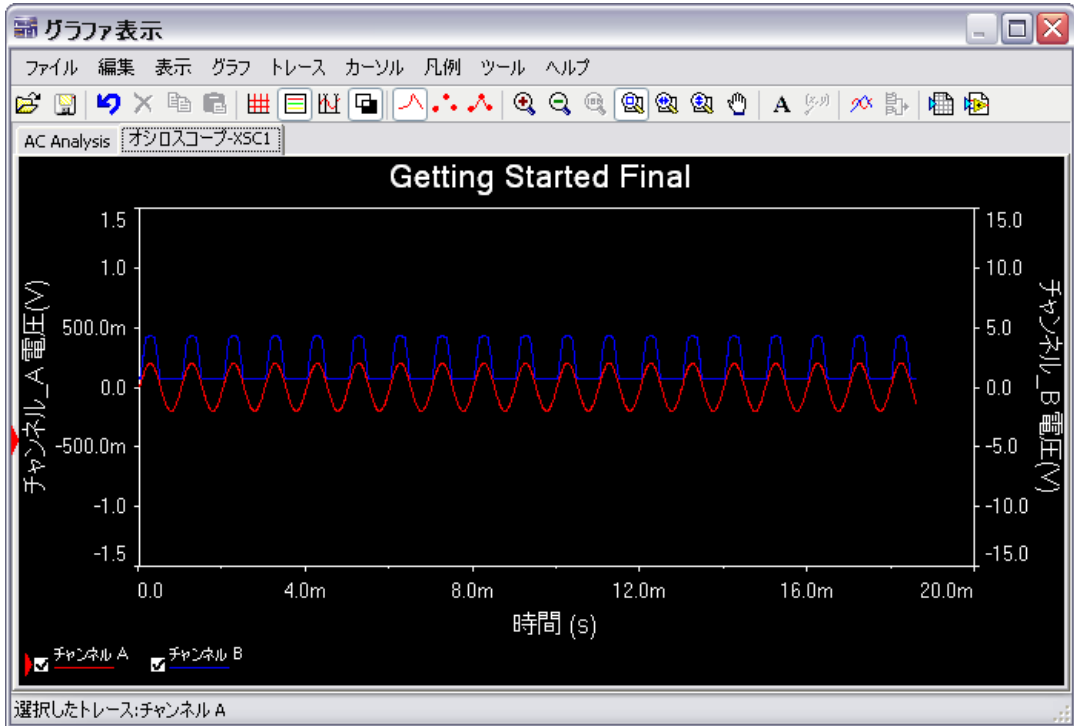 グラファ表示
ファイル 編集 表示 グラフ トレース カーソル 凡例 ツール ヘルプ
AC Analysis オシロスコープ-XSC1
Getting Started Final
チャンネル_A 電圧(V)
1.5
1.0
500.0m
0.0
-500.0m
-1.0
-1.5
15.0
10.0
5.0
0.0
-5.0
-10.0
-15.0
チャンネル_B 電圧(V)
0.0 4.0m 8.0m 12.0m 16.0m 20.0m
時間 (s)
チャンネル A チャンネル B
選択したトレース:チャンネル A